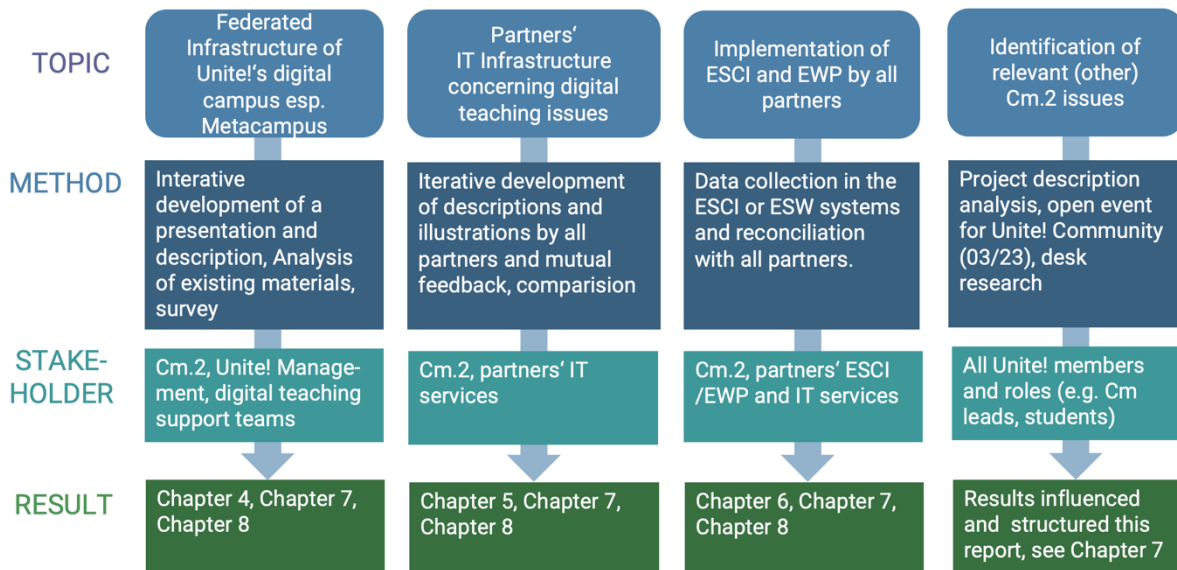 TOPIC
Federated
Infrastructure of
Unite!‘s digital
campus esp.
Metacampus
Partners‘
IT Infrastructure
concerning digital
teaching issues
Implementation of
ESCI and EWP by all
partners
Identification of
relevant (other)
Cm.2 issues
METHOD
Interative
development of a
presentation and
description, Analysis
of existing materials,
survey
Iterative development
of descriptions and
illustrations by all
partners and mutual
feedback, comparision
Data collection in the
ESCI or ESW systems
and reconciliation
with all partners.
Project description
analysis, open event
for Unite! Community
(03/23), desk
research
STAKE-
HOLDER
Cm.2, Unite! Manage-
ment, digital teaching
support teams
Cm.2, partners‘ IT
services
Cm.2, partners‘ ESCI
/EWP and IT services
All Unite! members
and roles (e.g. Cm
leads, students)
RESULT
Chapter 4, Chapter 7,
Chapter 8
Chapter 5, Chapter 7,
Chapter 8
Chapter 6, Chapter 7,
Chapter 8
Results influenced
and structured this
report, see Chapter 7